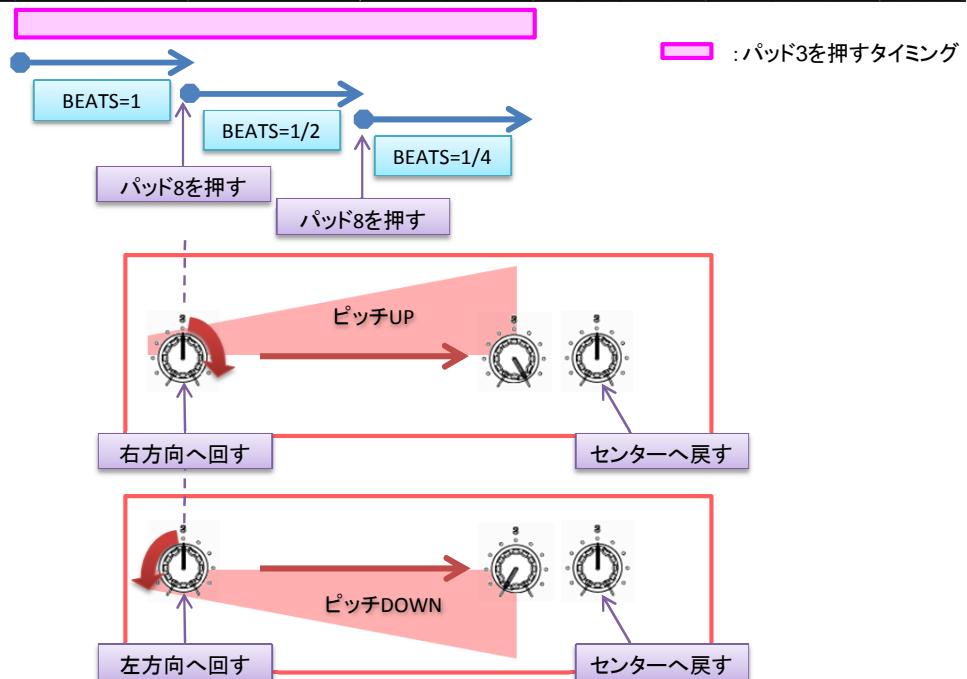 ：パッド3を押すタイミング
BEATS=1
BEATS=1/2
BEATS=1/4
パッド8を押す
パッド8を押す
ピッチUP
右方向へ回す
センターへ戻す
ピッチDOWN
左方向へ回す
センターへ戻す